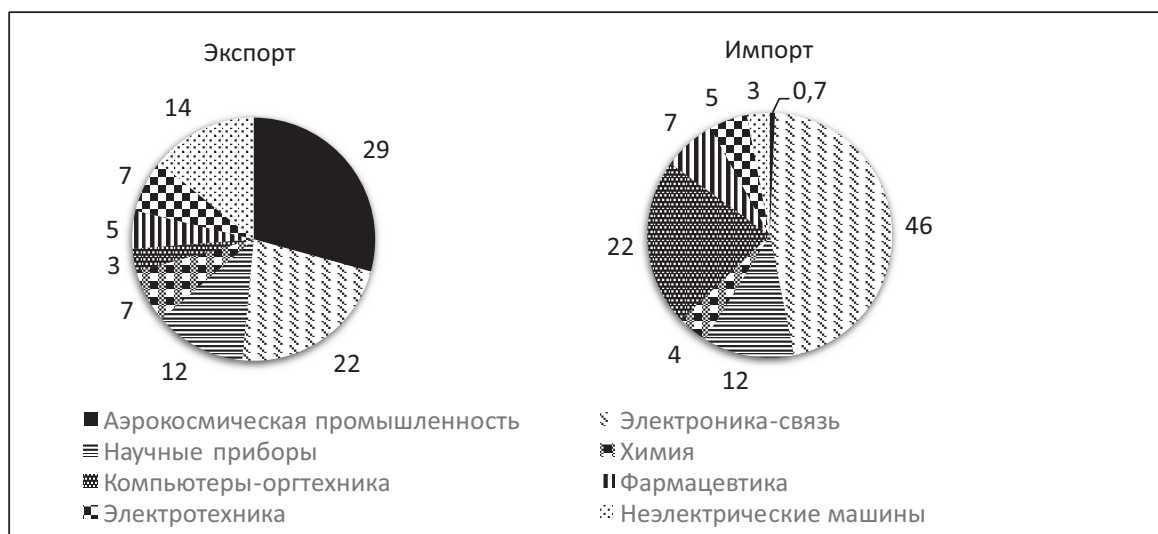 Экспорт
14
29
7
5
3
7
12
22
Импорт
3
0,7
5
7
46
22
4
12
Аэрокосмическая промышленность
Электроника-связь
Научные приборы
Химия
Компьютеры-оргтехника
Фармацевтика
Электротехника
Неэлектрические машины